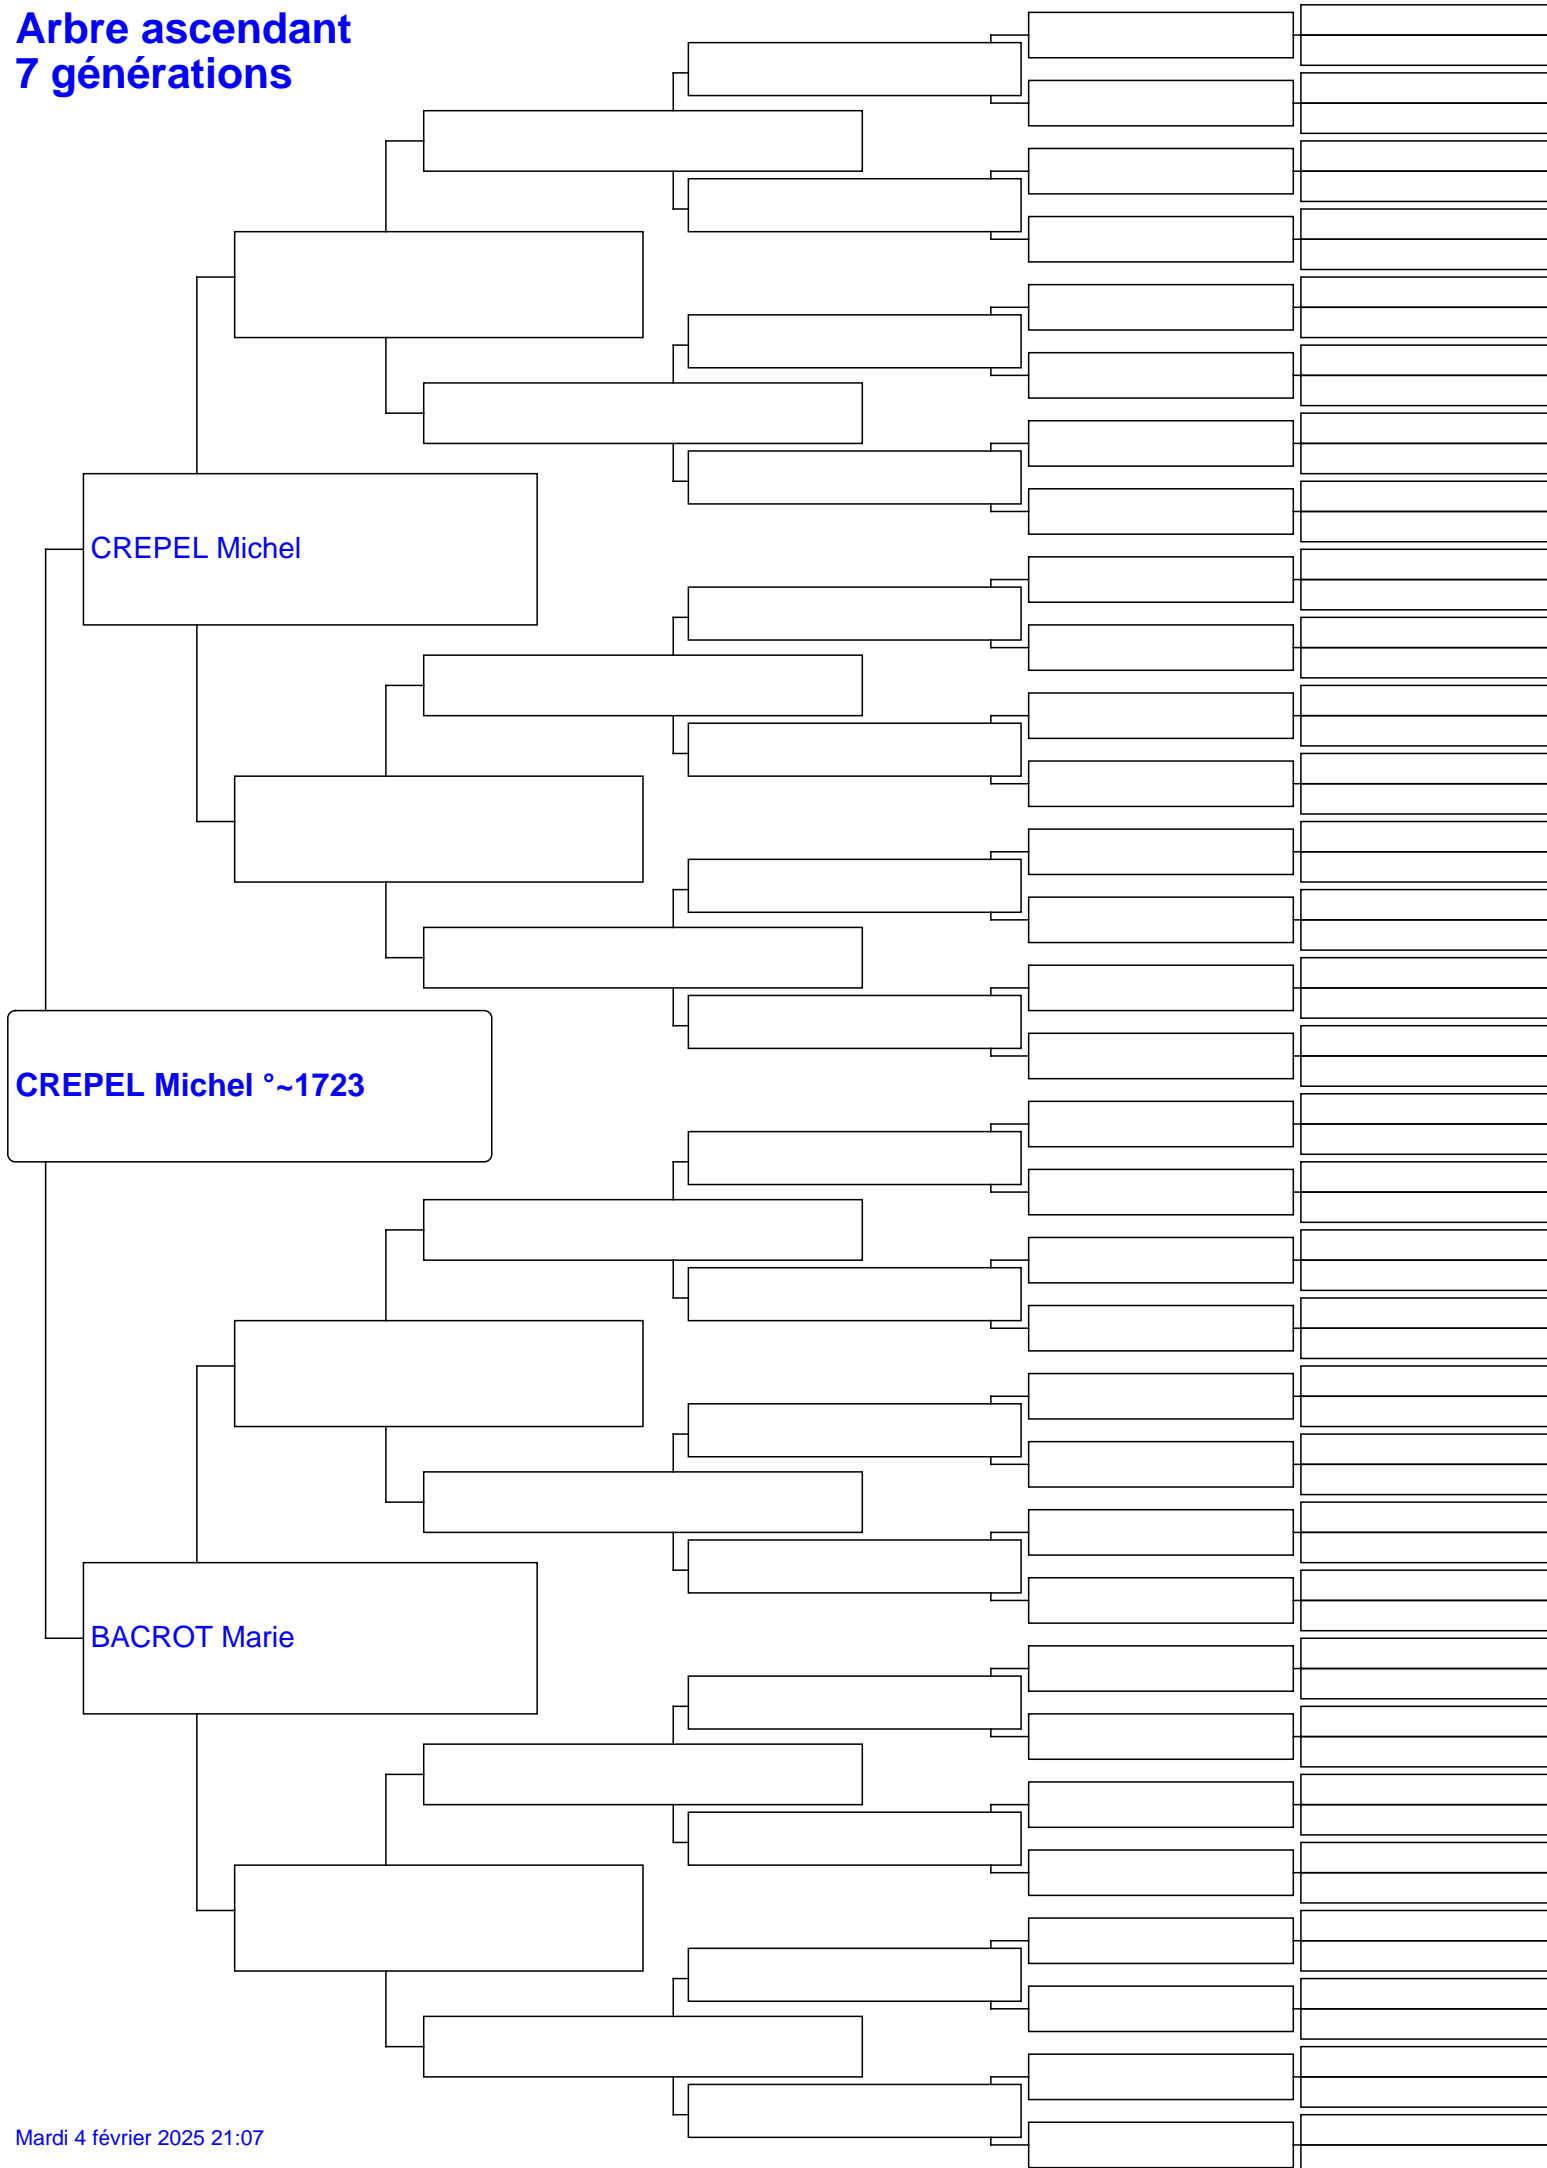 Arbre ascendant
7 générations
CREPEL Michel
CREPEL Michel °~1723
BACROT Marie
Mardi 4 février 2025 21:07